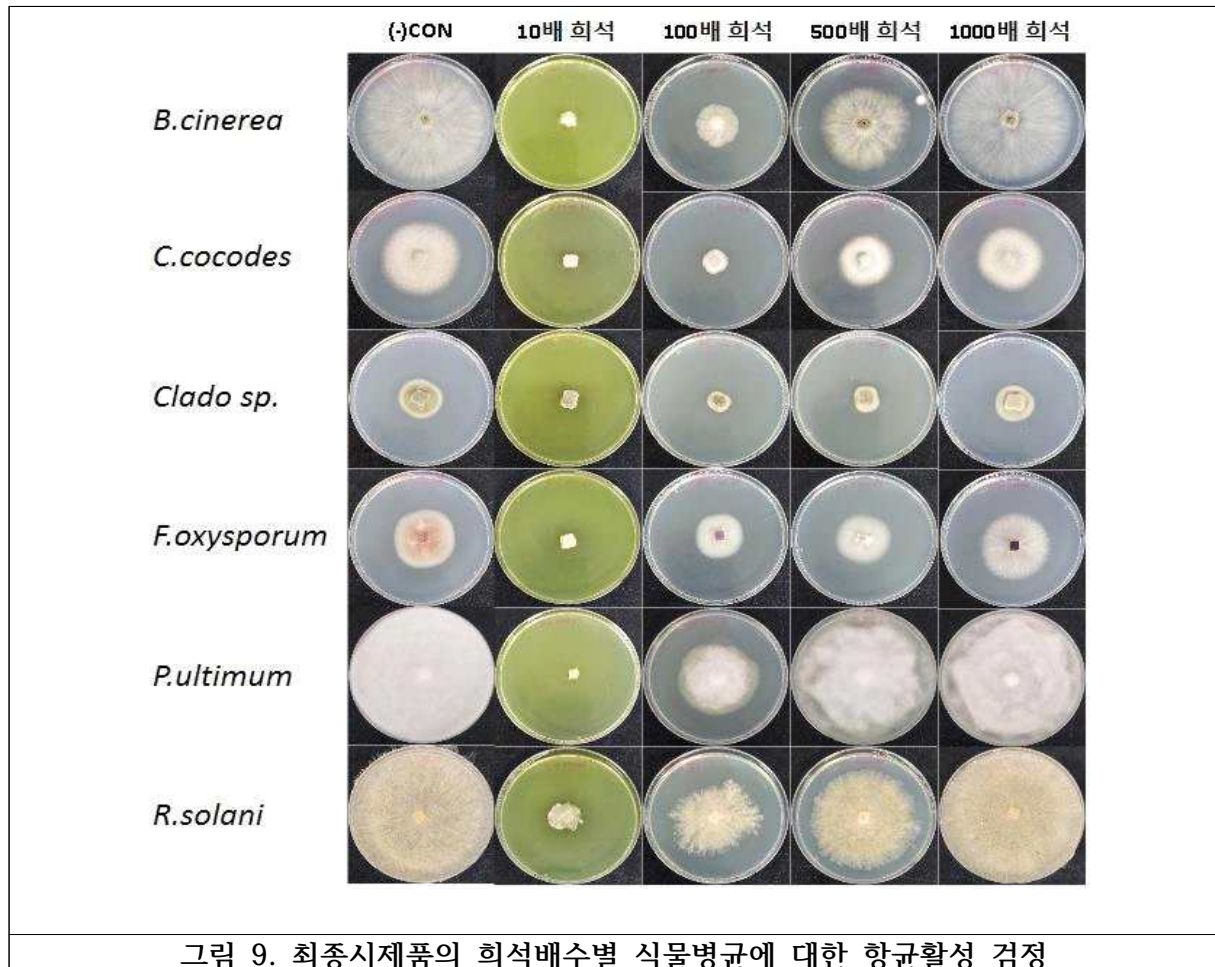 (-)CON 10배 희석 100배 희석 500배 희석 1000배 희석
B.cinerea
C.cocodes
Clado sp.
F.oxysporum
P.ultimum
R.solani
그림 9. 최종시제품의 희석배수별 식물병균에 대한 항균활성 검정